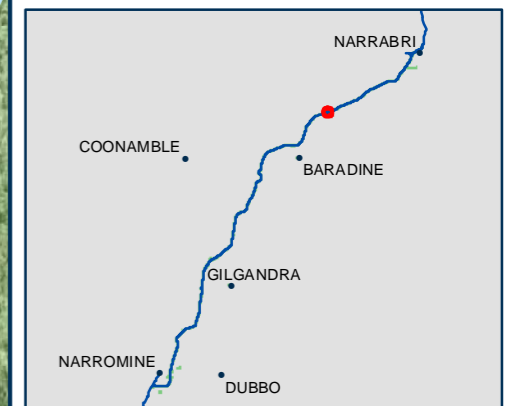 NARRABRI
COONAMBLE
BARADINE
GILGANDRA
NARROMINE
DUBBO